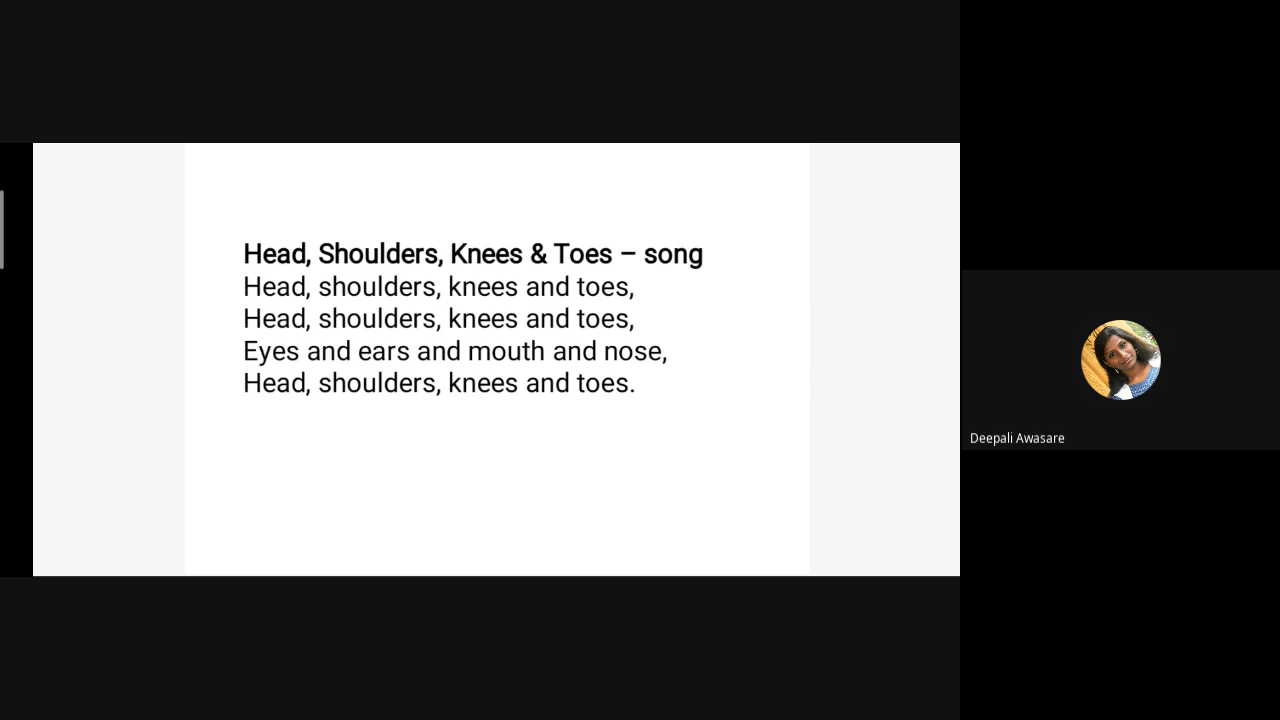 Head, Shoulders, Knees & Toes – song
Head, shoulders, knees and toes,
Head, shoulders, knees and toes,
Eyes and ears and mouth and nose,
Head, shoulders, knees and toes.
Deepali Awasare